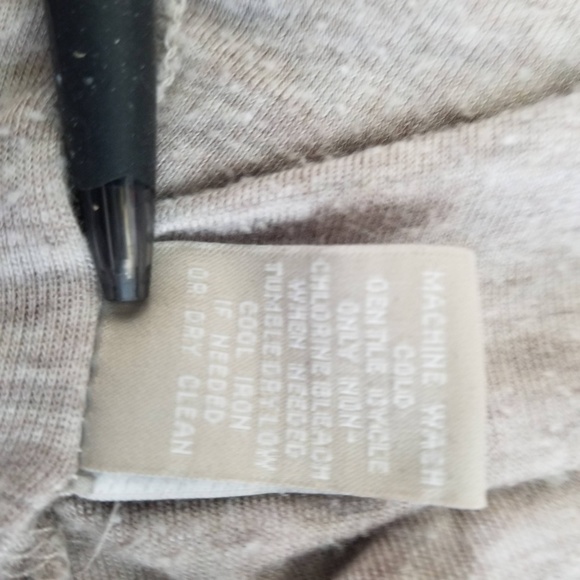 MACHINE WASH
COLD
GENTLE CYCLE
ONLY NON-
CHLORINE BLEACH
WHEN NEEDED
TUMBLE DRY LOW
COOL IRON
IF NEEDED
OR DRY CLEAN